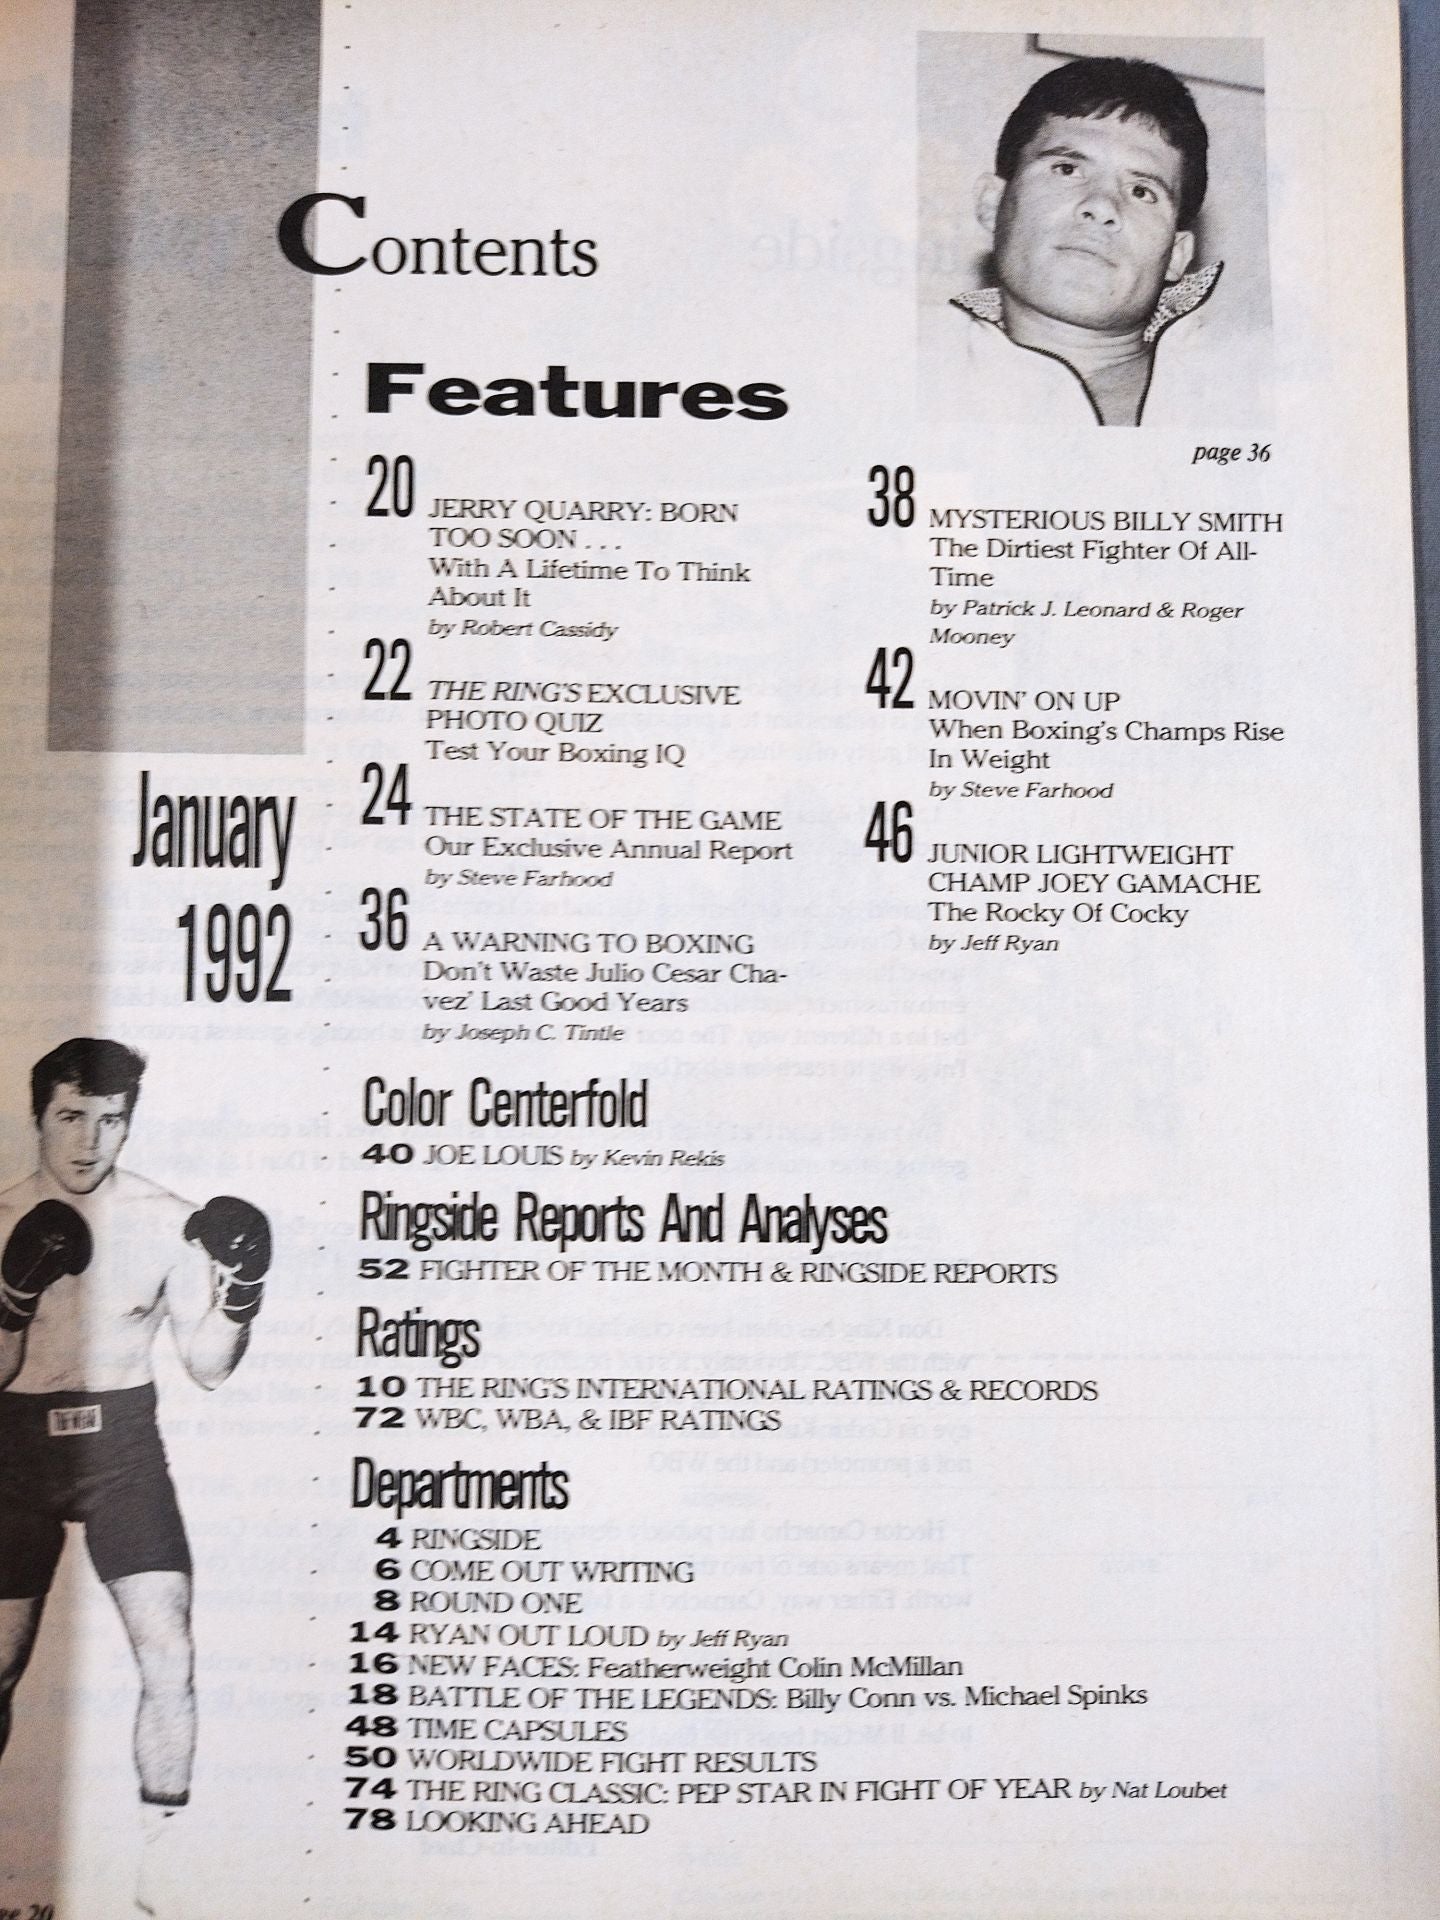 Contents
Features
page 36
20 JERRY QUARRY: BORN
TOO SOON . . .
With A Lifetime To Think
About It
by Robert Cassidy
22 THE RING'S EXCLUSIVE
PHOTO QUIZ
Test Your Boxing IQ
24 THE STATE OF THE GAME
Our Exclusive Annual Report
by Steve Farhood
36 A WARNING TO BOXING
Don't Waste Julio Cesar Cha-
vez' Last Good Years
by Joseph C. Tintle
38 MYSTERIOUS BILLY SMITH
The Dirtiest Fighter Of All-
Time
by Patrick J. Leonard & Roger
Mooney
42 MOVIN' ON UP
When Boxing's Champs Rise
In Weight
by Steve Farhood
46 JUNIOR LIGHTWEIGHT
CHAMP JOEY GAMACHE
The Rocky Of Cocky
by Jeff Ryan
January
1992
Color Centerfold
40 JOE LOUIS by Kevin Rekis
Ringside Reports And Analyses
52 FIGHTER OF THE MONTH & RINGSIDE REPORTS
Ratings
10 THE RING'S INTERNATIONAL RATINGS & RECORDS
72 WBC, WBA, & IBF RATINGS
Departments
4 RINGSIDE
6 COME OUT WRITING
8 ROUND ONE
14 RYAN OUT LOUD by Jeff Ryan
16 NEW FACES: Featherweight Colin McMillan
18 BATTLE OF THE LEGENDS: Billy Conn vs. Michael Spinks
48 TIME CAPSULES
50 WORLDWIDE FIGHT RESULTS
74 THE RING CLASSIC: PEP STAR IN FIGHT OF YEAR by Nat Loubet
78 LOOKING AHEAD
20